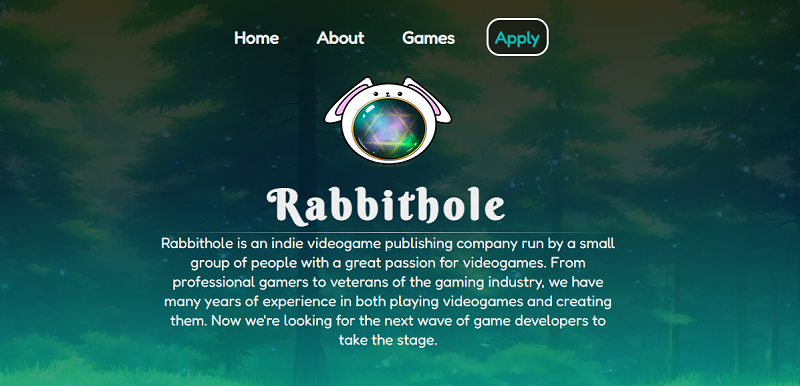 Home About Games Apply
Rabbithole
Rabbithole is an indie videogame publishing company run by a small
group of people with a great passion for videogames. From
professional gamers to veterans of the gaming industry, we have
many years of experience in both playing videogames and creating
them. Now we're looking for the next wave of game developers to
take the stage.